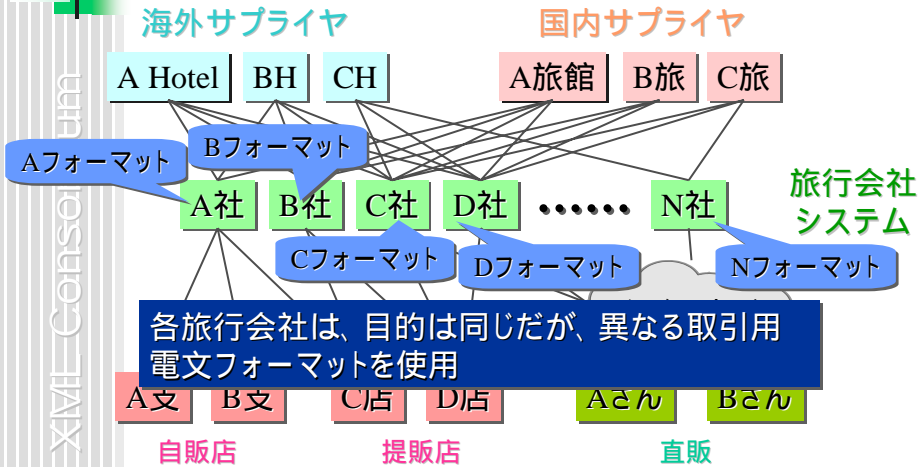 海外サプライヤ
国内サプライヤ
A Hotel
BH
CH
A旅館
B旅
C旅
Aフォーマット
Bフォーマット
A社
B社
C社
D社
••••••
N社
旅行会社
システム
Cフォーマット
Dフォーマット
Nフォーマット
各旅行会社は、目的は同じだが、異なる取引用
電文フォーマットを使用
A支
B支
C店
D店
Aさん
Bさん
自販店
提販店
直販
XML Consortium